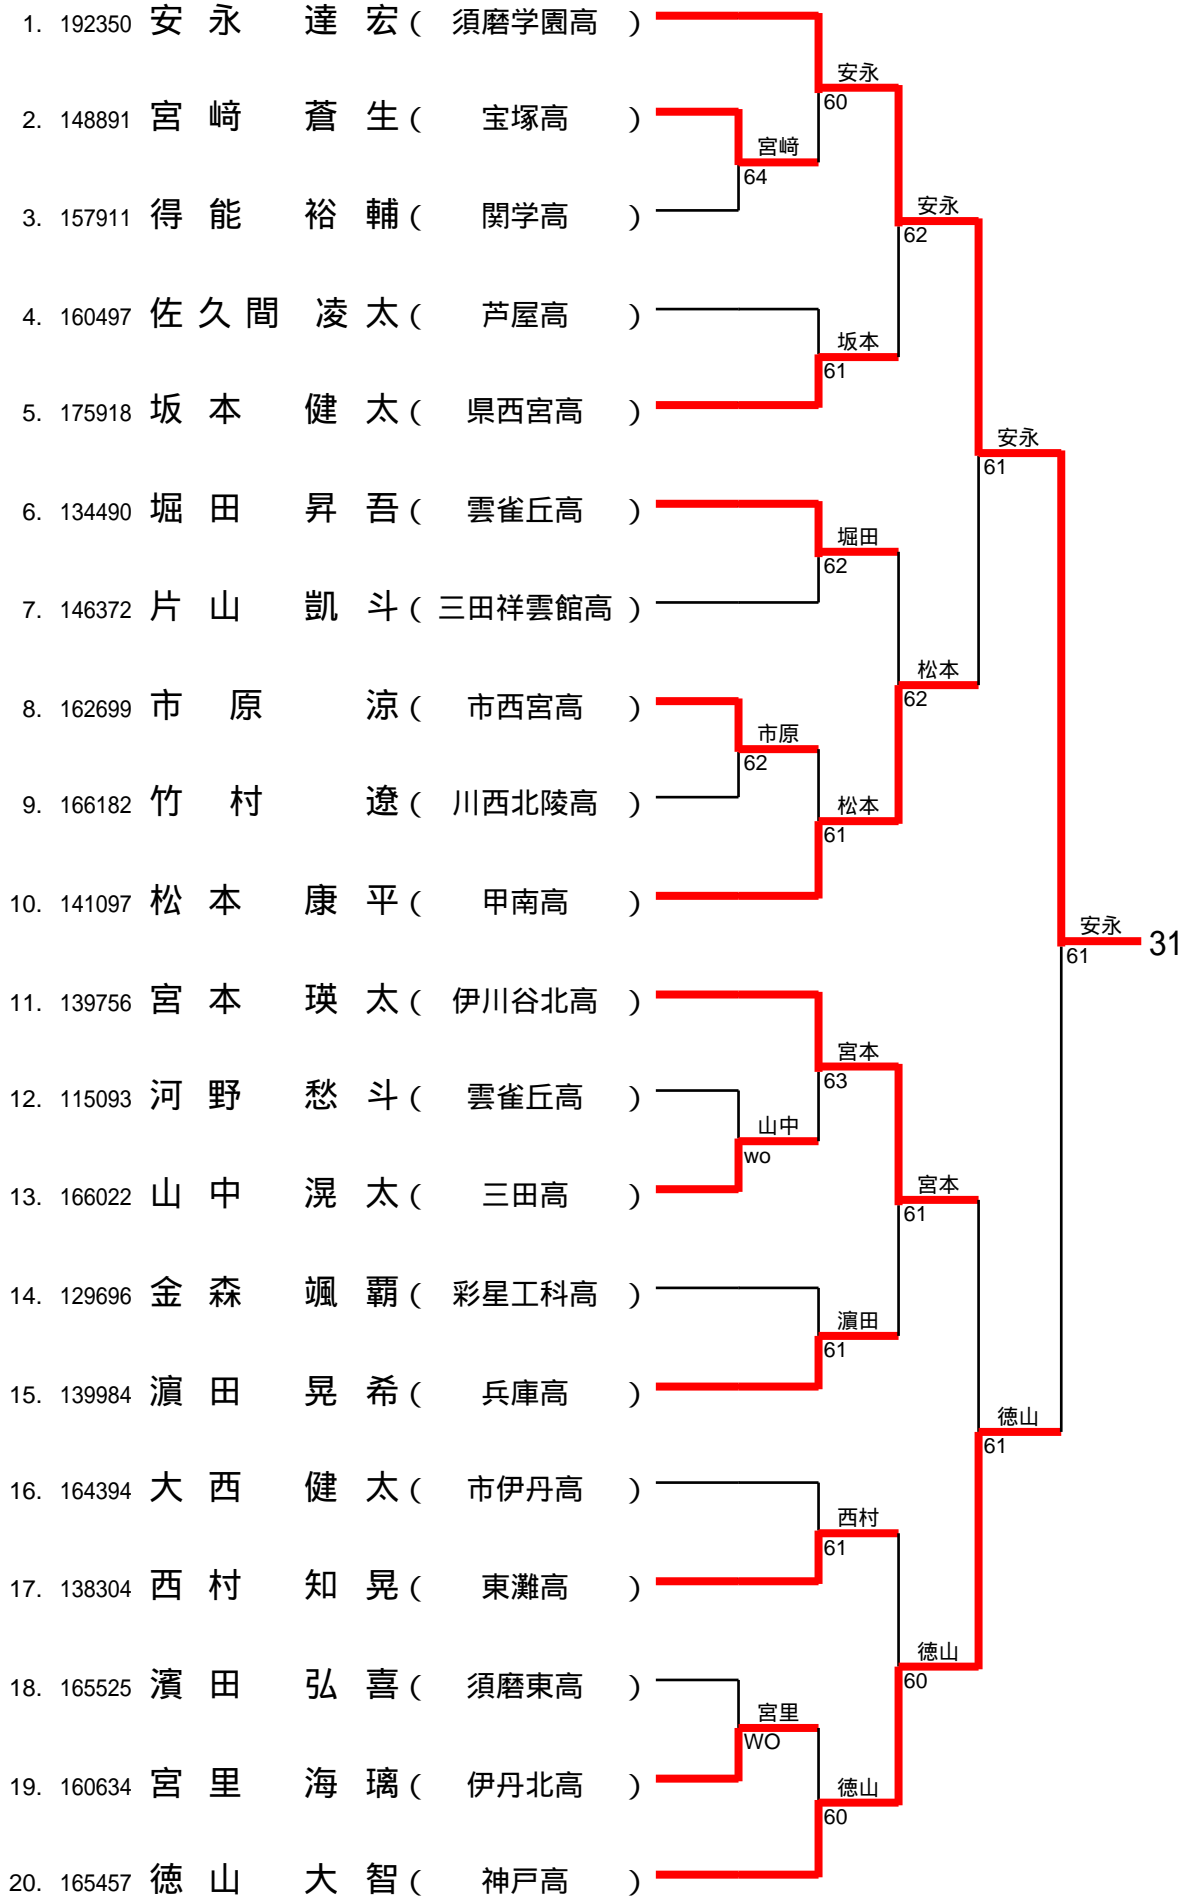 1. 192350 安 永 達 宏 ( 須磨学園高 )
安永
60
2. 148891 宮 﨑 蒼 生 ( 宝塚高 )
宮﨑
64
3. 157911 得 能 裕 輔 ( 関学高 )
安永
62
4. 160497 佐 久 間 凌 太 ( 芦屋高 )
坂本
61
5. 175918 坂 本 健 太 ( 県西宮高 )
安永
61
6. 134490 堀 田 昇 吾 ( 雲雀丘高 )
堀田
62
7. 146372 片 山 凱 斗 ( 三田祥雲館高 )
松本
62
8. 162699 市 原 涼 ( 市西宮高 )
市原
62
9. 166182 竹 村 遼 ( 川西北陵高 )
松本
61
10. 141097 松 本 康 平 ( 甲南高 )
安永
61
31
11. 139756 宮 本 瑛 太 ( 伊川谷北高 )
宮本
63
12. 115093 河 野 愁 斗 ( 雲雀丘高 )
山中
wo
13. 166022 山 中 滉 太 ( 三田高 )
宮本
61
14. 129696 金 森 颯 覇 ( 彩星工科高 )
濵田
61
15. 139984 濵 田 晃 希 ( 兵庫高 )
徳山
61
16. 164394 大 西 健 太 ( 市伊丹高 )
西村
61
17. 138304 西 村 知 晃 ( 東灘高 )
徳山
60
18. 165525 濱 田 弘 喜 ( 須磨東高 )
宮里
WO
19. 160634 宮 里 海 璃 ( 伊丹北高 )
徳山
60
20. 165457 徳 山 大 智 ( 神戸高 )